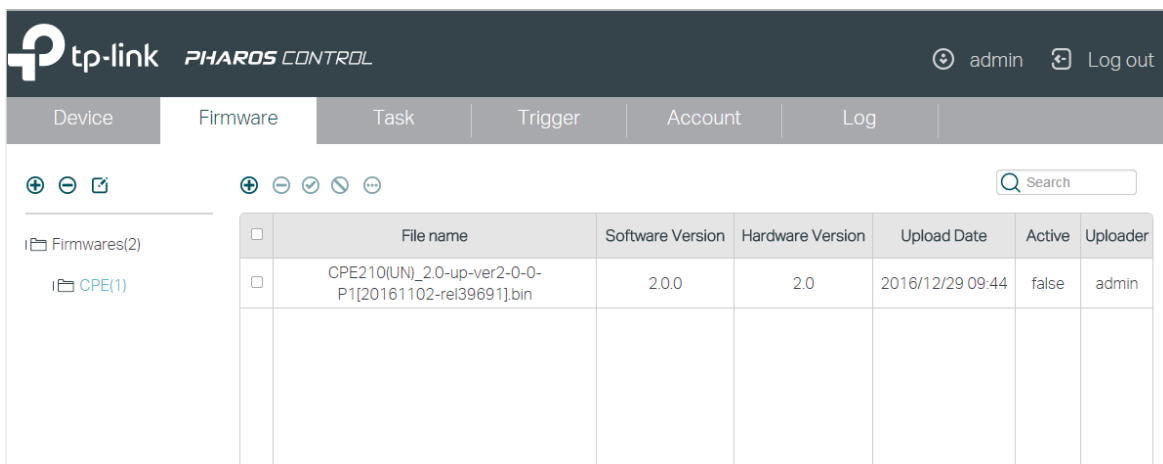 tp-link PHAROS CONTROL
admin Log out
Device Firmware Task Trigger Account Log
Search
Firmwares(2)
CPE(1)
File name Software Version Hardware Version Upload Date Active Uploader
CPE210(UN)_2.0-up-ver2-0-0-
P1[20161102-rel39691].bin
2.0.0 2.0 2016/12/29 09:44 false admin